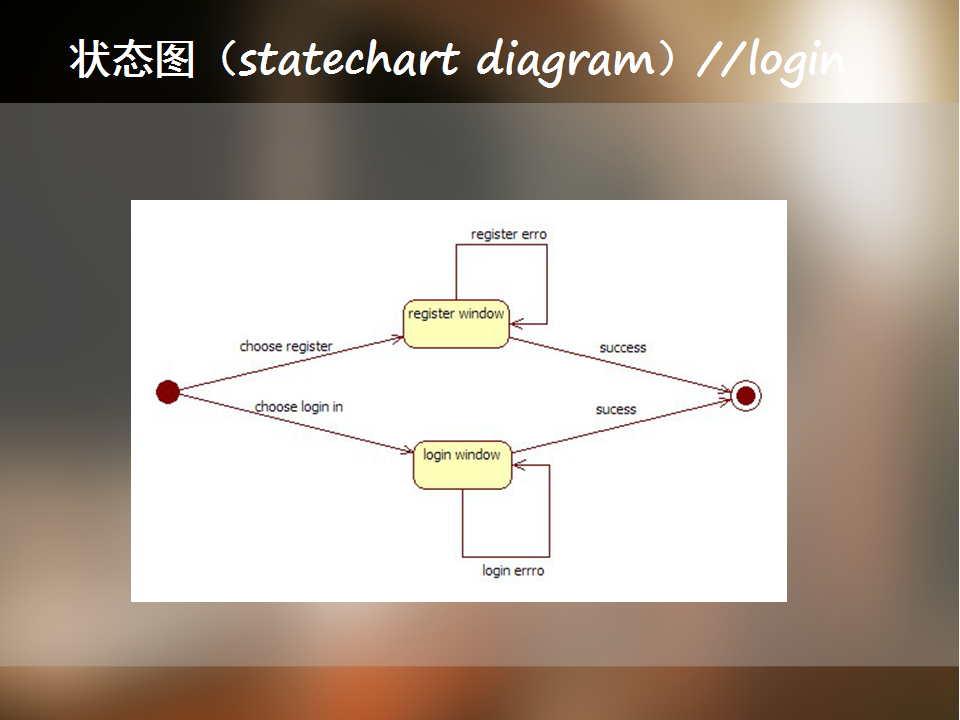 状态图（statechart diagram）//login
register erro
register window
choose register
success
choose login in
sucess
login window
login errro